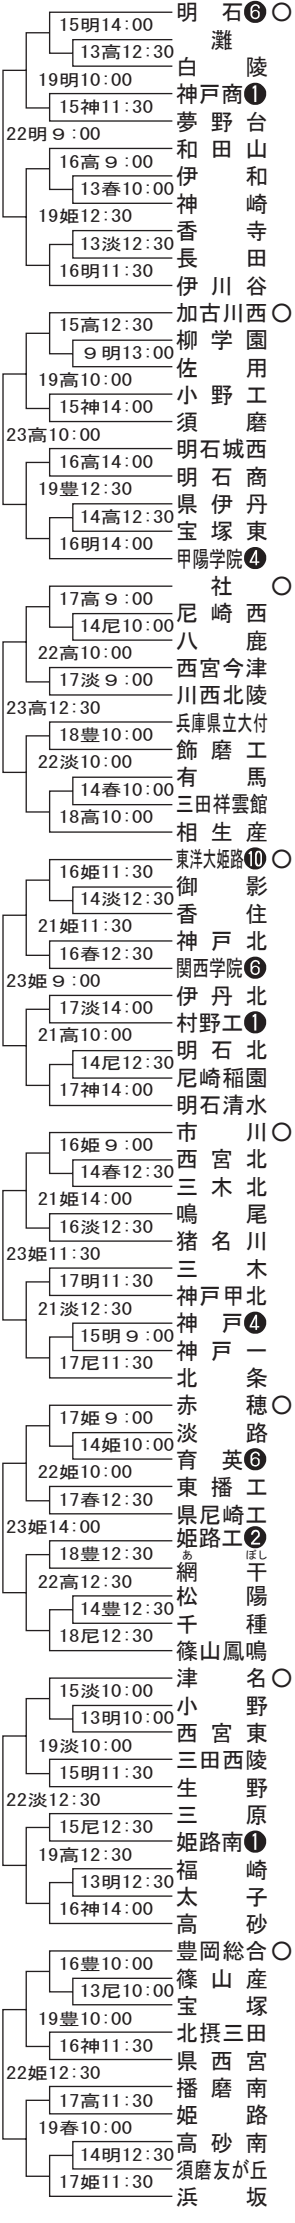 明石❻○
15明14:00
灘
13高12:30
白陵
19明10:00
神戸商❶
15神11:30
夢野台
22明9:00
和田山
16高9:00
伊和
13春10:00
神崎
19姫12:30
香寺
13淡12:30
長田
16明11:30
伊川谷
加古川西○
15高12:30
柳学園
9明13:00
佐用
19高10:00
小野工
15神14:00
須磨
23高10:00
明石城西
16高14:00
明石商
19豊12:30
県伊丹
14高12:30
宝塚東
16明14:00
甲陽学院❹
社○
17高9:00
尼崎西
14尼10:00
八鹿
22高10:00
西宮今津
17淡9:00
川西北陵
23高12:30
兵庫県立大付
18豊10:00
飾磨工
22淡10:00
有馬
14春10:00
三田祥雲館
18高10:00
相生産
東洋大姫路❿○
16姫11:30
御影
14淡12:30
香住
21姫11:30
神戸北
16春12:30
関西学院❻
23姫9:00
伊丹北
17淡14:00
村野工❶
21高10:00
明石北
14尼12:30
尼崎稲園
17神14:00
明石清水
市川○
16姫9:00
西宮北
14春12:30
三木北
21姫14:00
鳴尾
16淡12:30
猪名川
23姫11:30
三木
17明11:30
神戸甲北
21淡12:30
神戸❹
15明9:00
神戸一
17尼11:30
北条
赤穂○
17姫9:00
淡路
14姫10:00
育英❻
22姫10:00
東播工
17春12:30
県尼崎工
23姫14:00
姫路工❷
18豊12:30
あぼし
網干
22高12:30
松陽
14豊12:30
千種
18尼12:30
篠山鳳鳴
津名○
15淡10:00
小野
13明10:00
西宮東
19淡10:00
三田西陵
15明11:30
生野
22淡12:30
三原
15尼12:30
姫路南❶
19高12:30
福崎
13明12:30
太子
16神14:00
高砂
豊岡総合○
16豊10:00
篠山産
13尼10:00
宝塚
19豊10:00
北摂三田
16神11:30
県西宮
22姫12:30
播磨南
17高11:30
姫路
19春10:00
高砂南
14明12:30
須磨友が丘
17姫11:30
浜坂